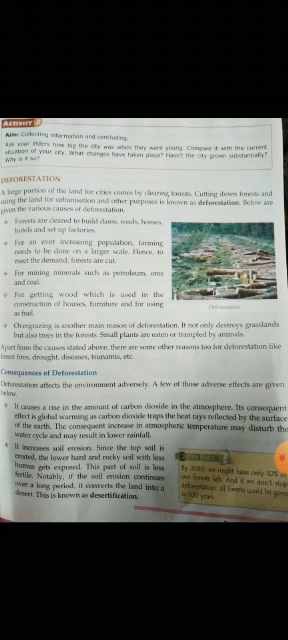 ACTIVITY
Aim: Collecting information and concluding.
Ask your elders how big the city was when they were young. Compare it with the current
situation of your city. What changes have taken place? Hasn't the city grown substantially?
Why is it so?
DEFORESTATION
A large portion of the land for cities comes by clearing forests. Cutting down forests and
using the land for urbanisation and other purposes is known as deforestation. Below are
given the various causes of deforestation.
❖ Forests are cleared to build dams, roads, homes,
hotels and set up factories.
❖ For an ever increasing population, farming
needs to be done on a larger scale. Hence, to
meet the demand, forests are cut.
❖ For mining minerals such as petroleum, ores
and coal.
❖ For getting wood which is used in the
construction of houses, furniture and for using
as fuel.
Deforestation
❖ Overgrazing is another main reason of deforestation. It not only destroys grasslands
but also trees in the forests. Small plants are eaten or trampled by animals.
Apart from the causes stated above, there are some other reasons too for deforestation like
forest fires, drought, diseases, tsunamis, etc.
Consequences of Deforestation
Deforestation affects the environment adversely. A few of those adverse effects are given
below.
❖ It causes a rise in the amount of carbon dioxide in the atmosphere. Its consequent
effect is global warming as carbon dioxide traps the heat rays reflected by the surface
of the earth. The consequent increase in atmospheric temperature may disturb the
water cycle and may result in lower rainfall.
❖ It increases soil erosion. Since the top soil is
eroded, the lower hard and rocky soil with less
humus gets exposed. This part of soil is less
fertile. Notably, if the soil erosion continues
over a long period, it converts the land into a
desert. This is known as desertification.
By 2030, we might have only 10% of
our forests left. And if we don't stop
deforestation, all forests could be gone
in 100 years.